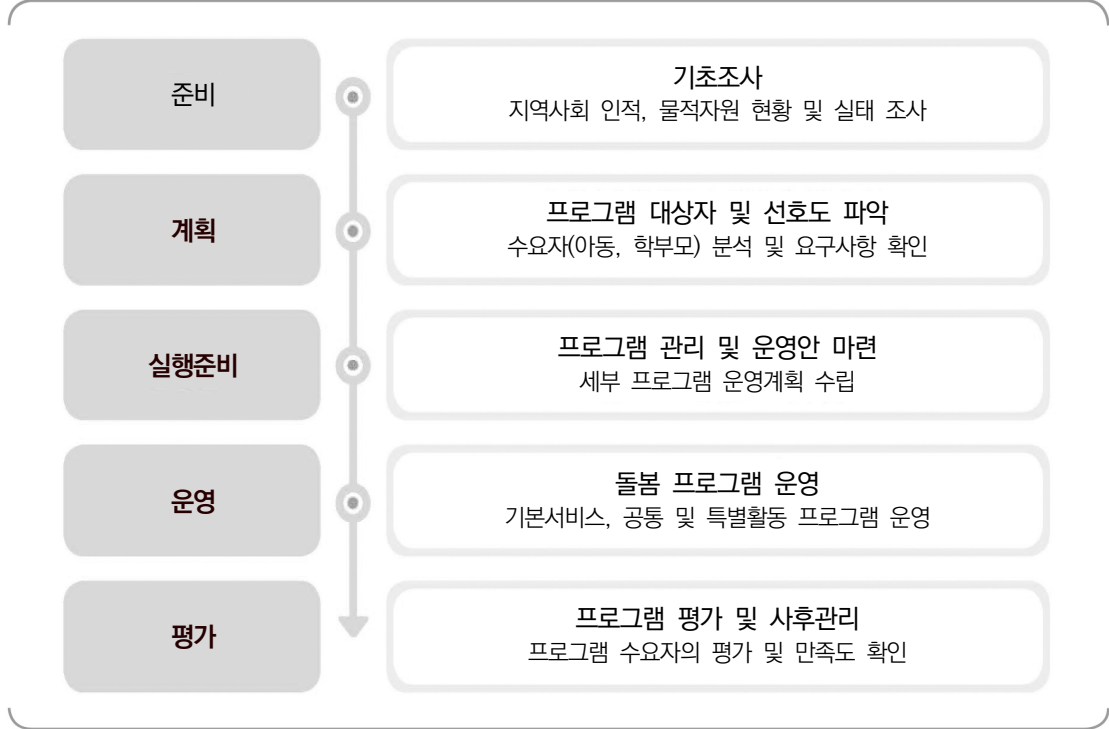 준비
기초조사
지역사회 인적, 물적자원 현황 및 실태 조사
계획
프로그램 대상자 및 선호도 파악
수요자(아동, 학부모) 분석 및 요구사항 확인
실행준비
프로그램 관리 및 운영안 마련
세부 프로그램 운영계획 수립
운영
돌봄 프로그램 운영
기본서비스, 공통 및 특별활동 프로그램 운영
평가
프로그램 평가 및 사후관리
프로그램 수요자의 평가 및 만족도 확인